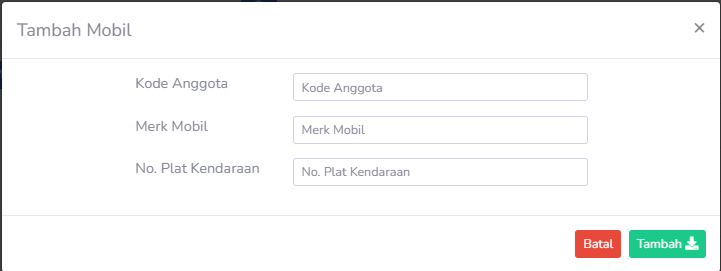 Tambah Mobil ×
Kode Anggota Kode Anggota
Merk Mobil Merk Mobil
No. Plat Kendaraan No. Plat Kendaraan
Batal Tambah